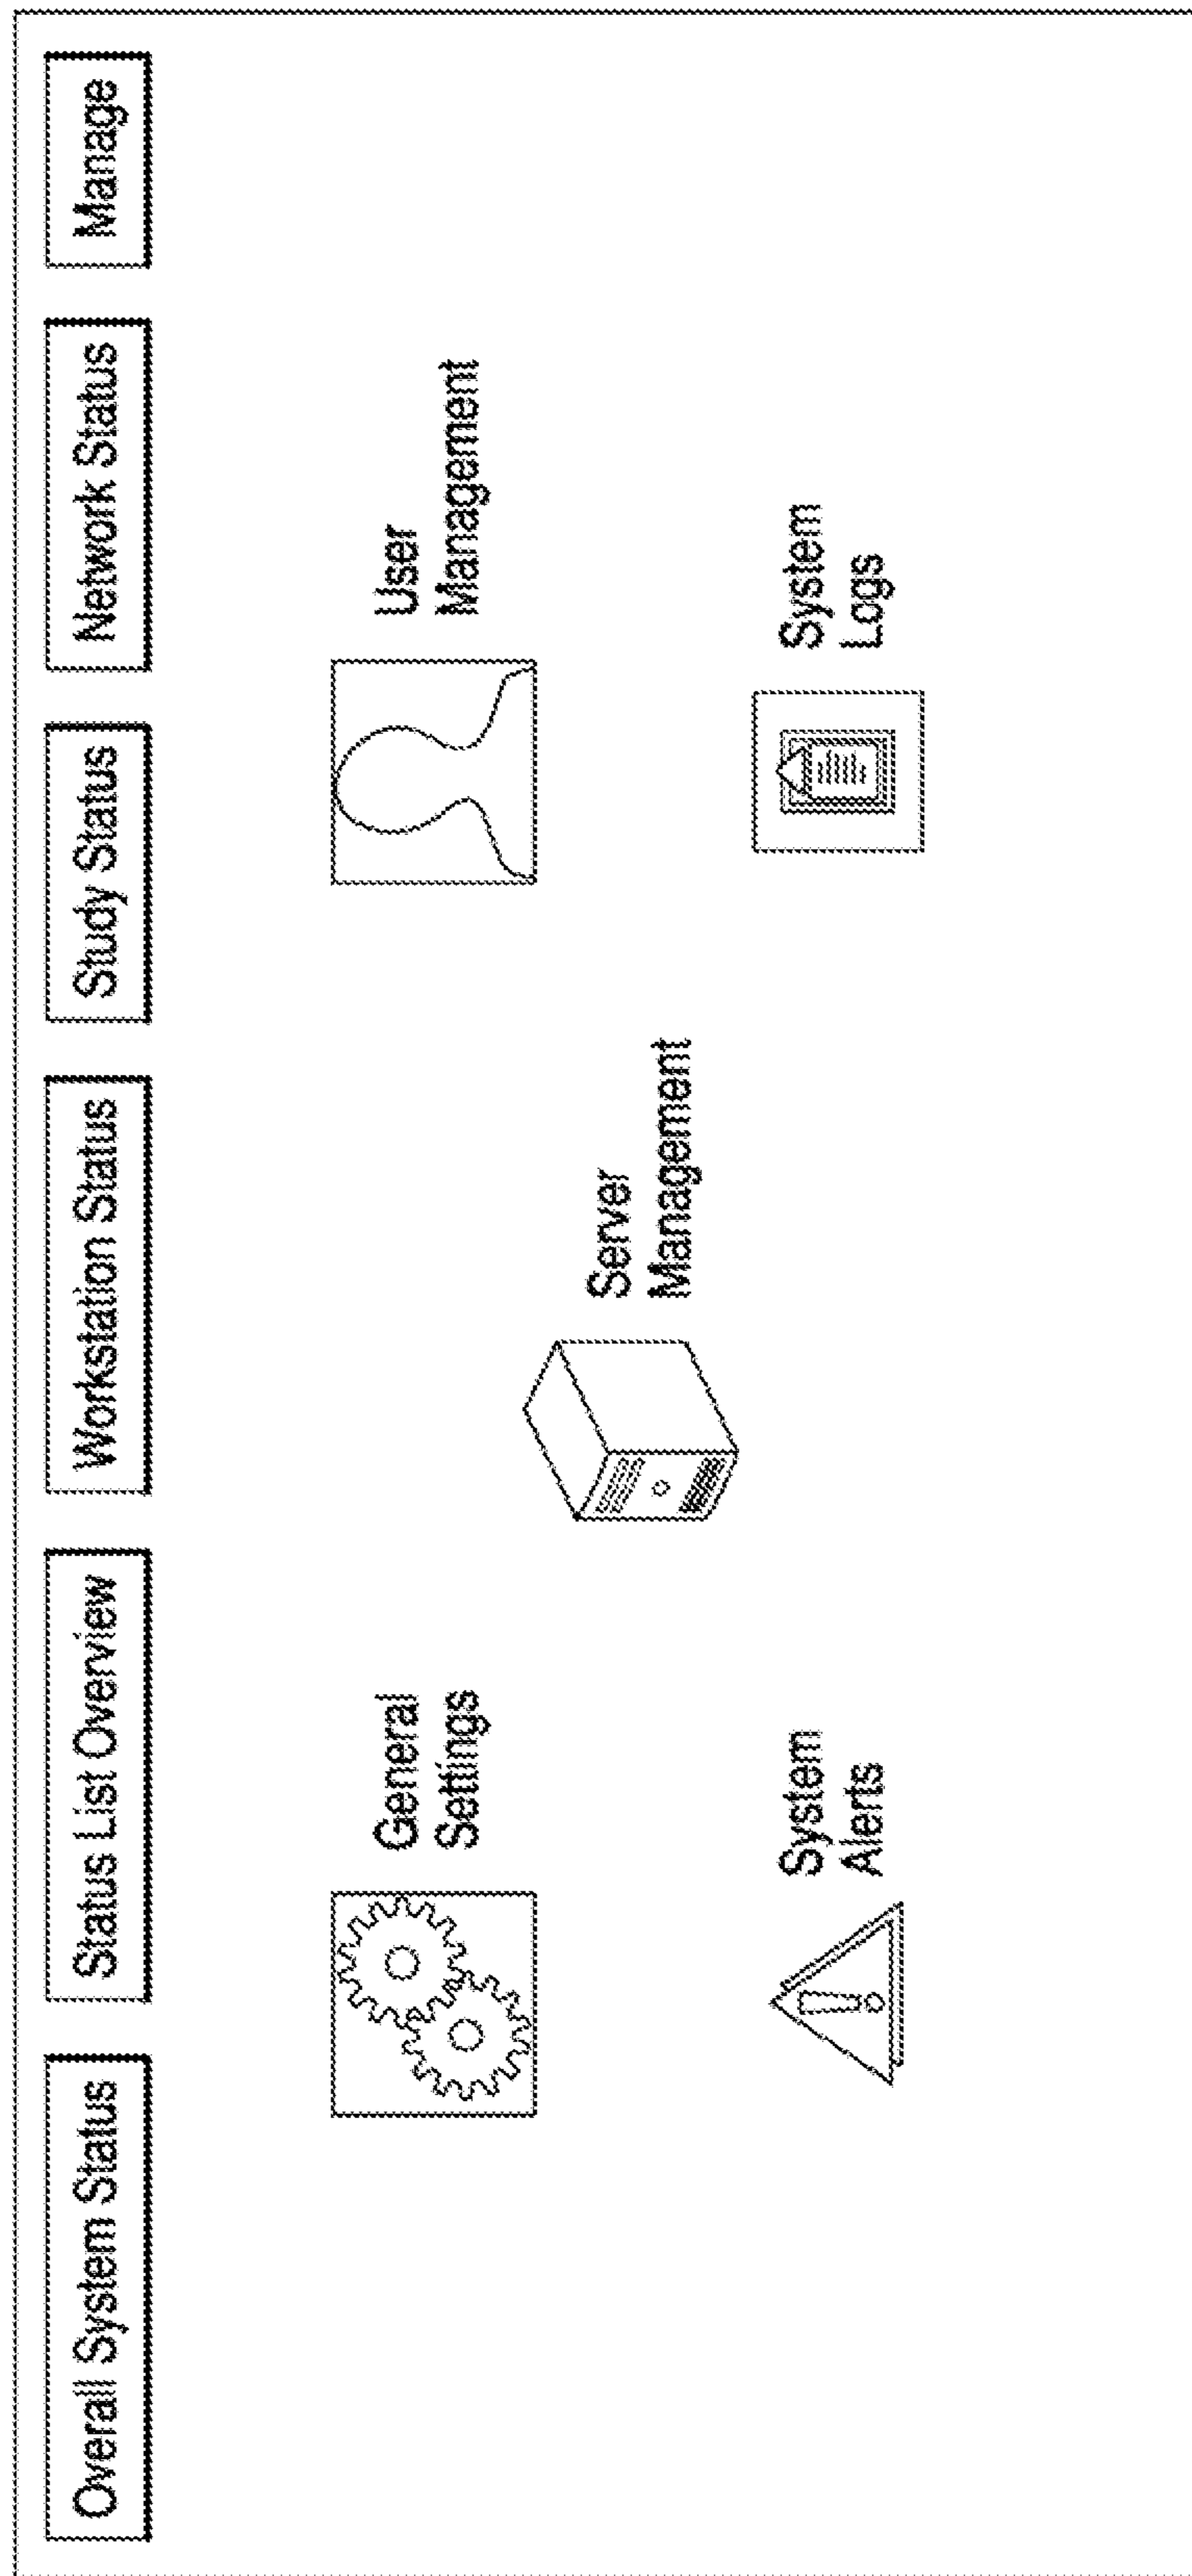 Overall System Status
Status List Overview
Workstation Status
Study Status
Network Status
Manage
General
Settings
User
Management
Server
Management
System
Alerts
System
Logs